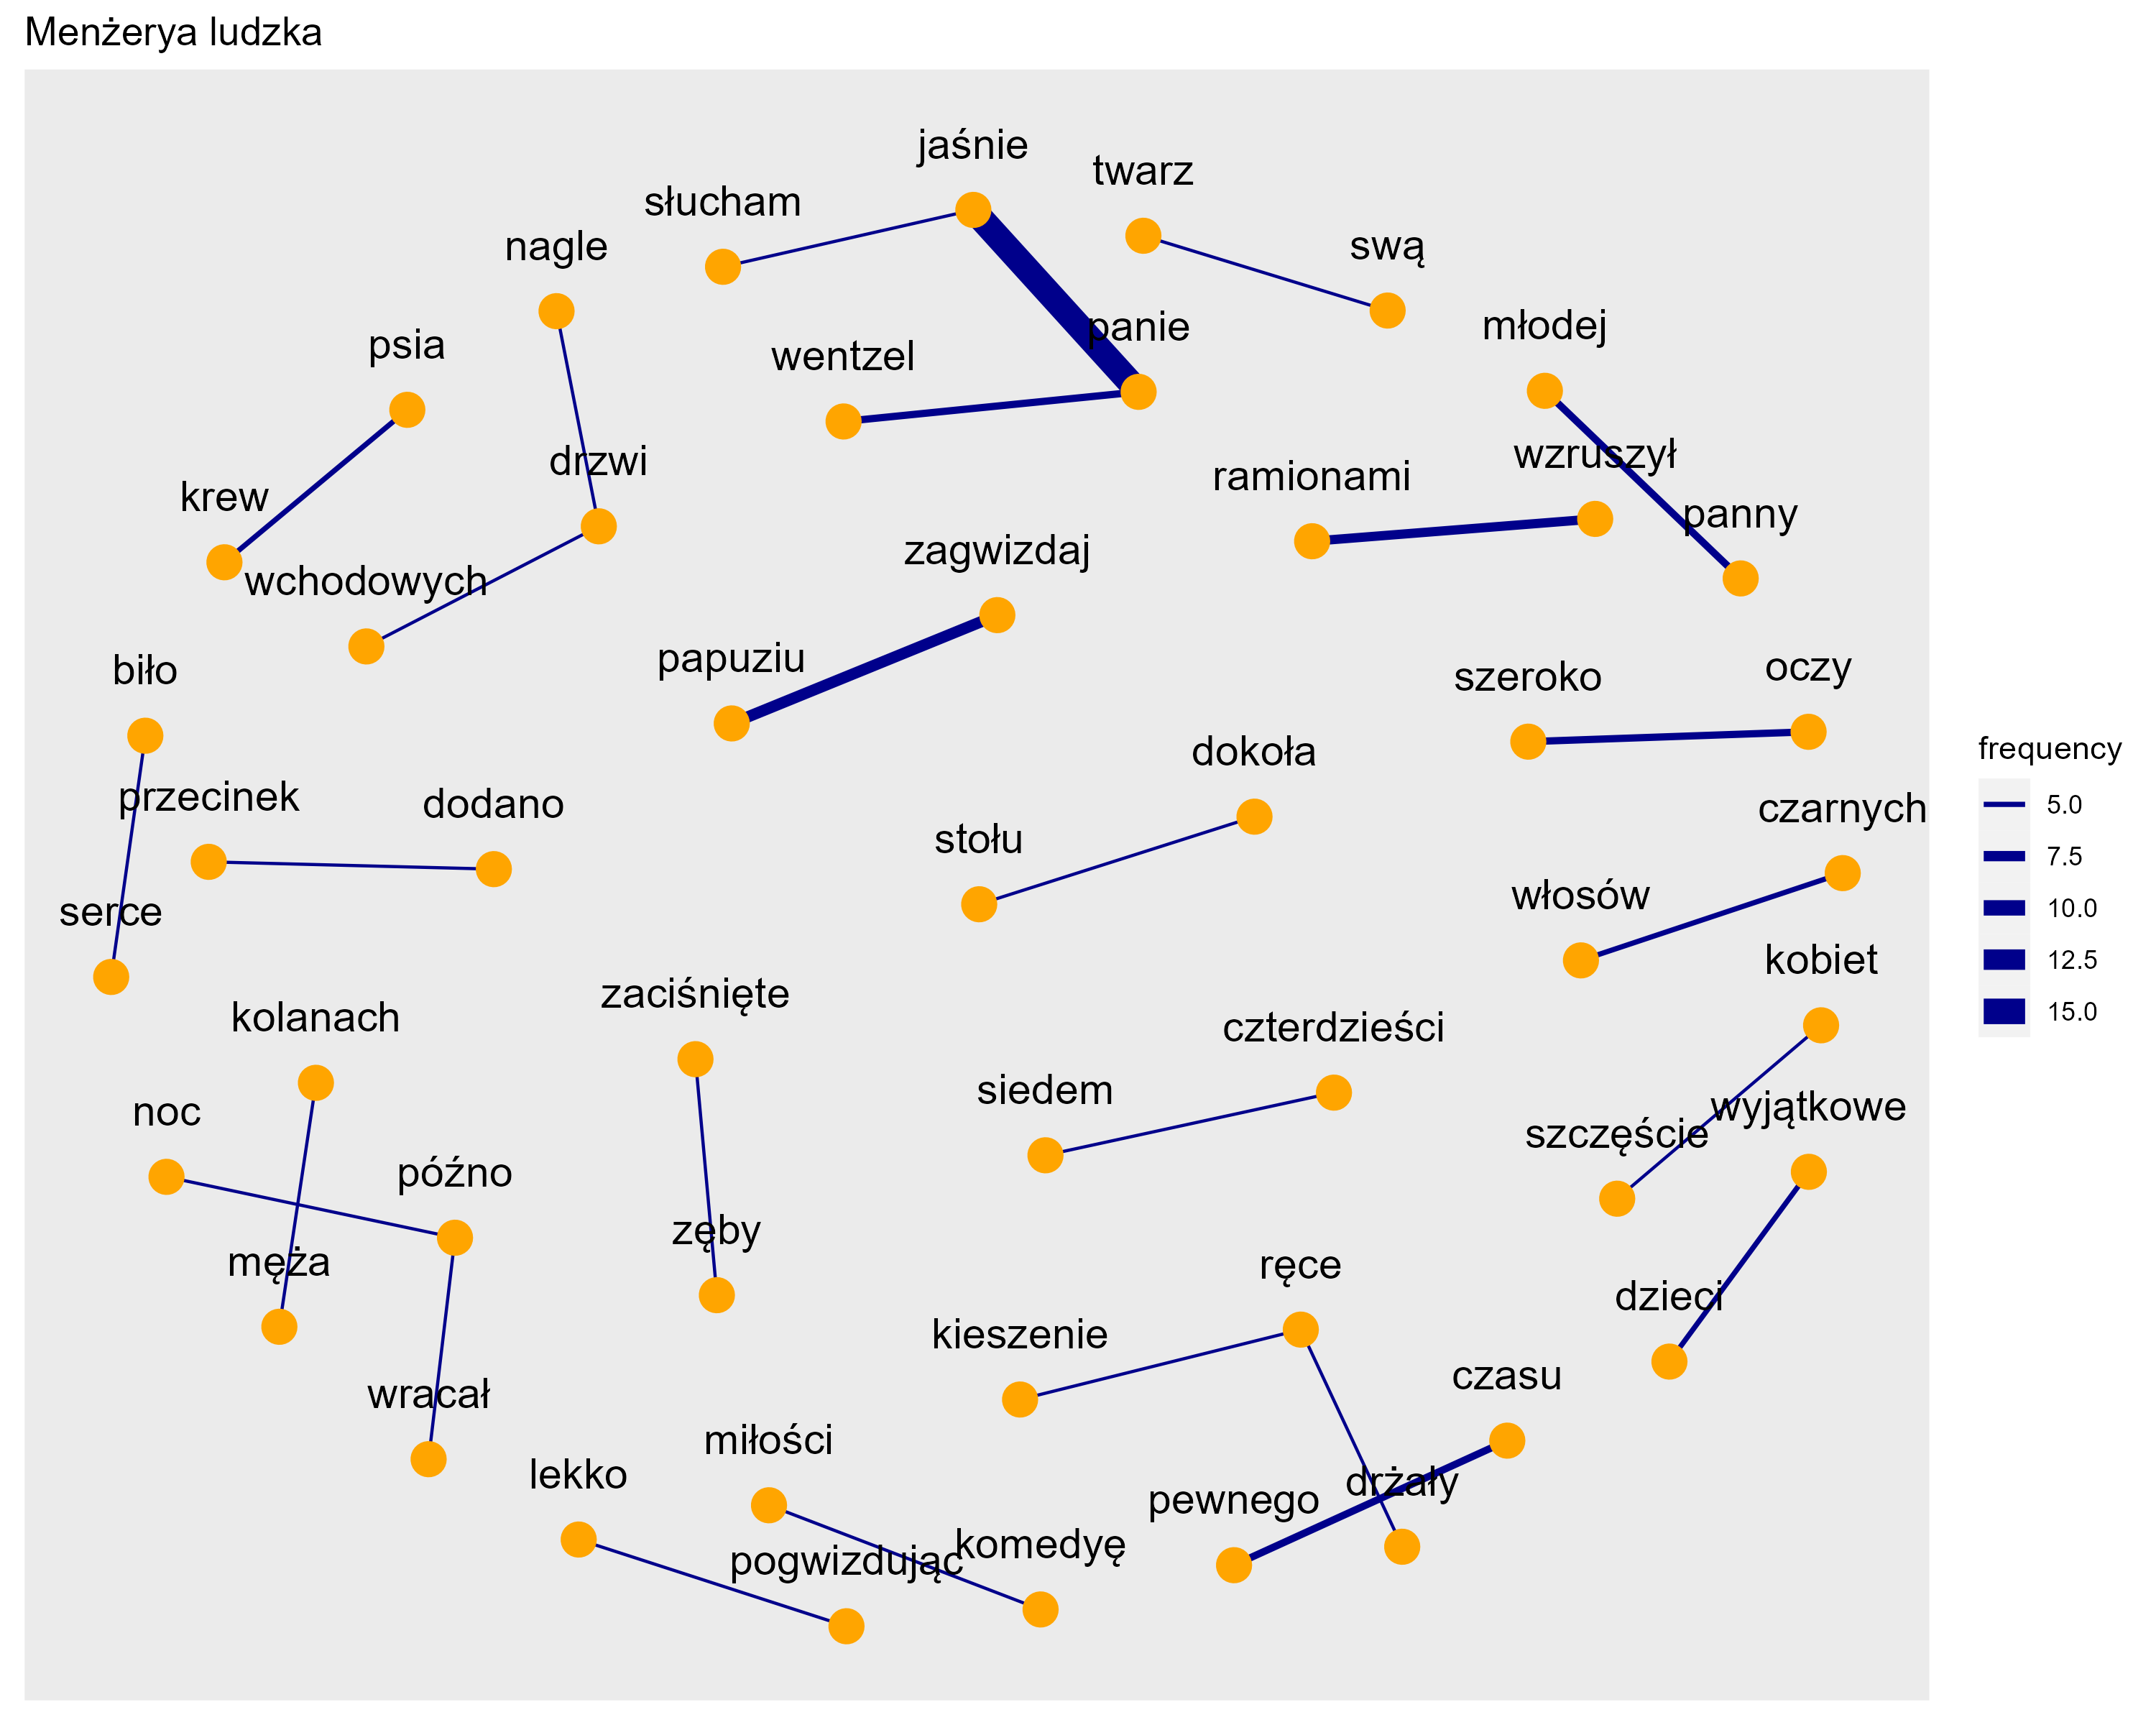 Menżerya ludzka
jaśnie
twarz
słucham
nagle
swą
młodej
panie
psia
wentzel
wzruszył
drzwi
ramionami
krew
panny
zagwizdaj
wchodowych
papuziu
biło
szeroko
oczy
dokoła
frequency
przecinek
dodano
czarnych
5.0
stołu
7.5
włosów
serce
10.0
kobiet
12.5
zaciśnięte
kolanach
15.0
czterdzieści
siedem
noc
wyjątkowe
szczęście
późno
zęby
męża
ręce
dzieci
kieszenie
czasu
wracał
miłości
lekko
drżały
pewnego
komedyę
pogwizdując